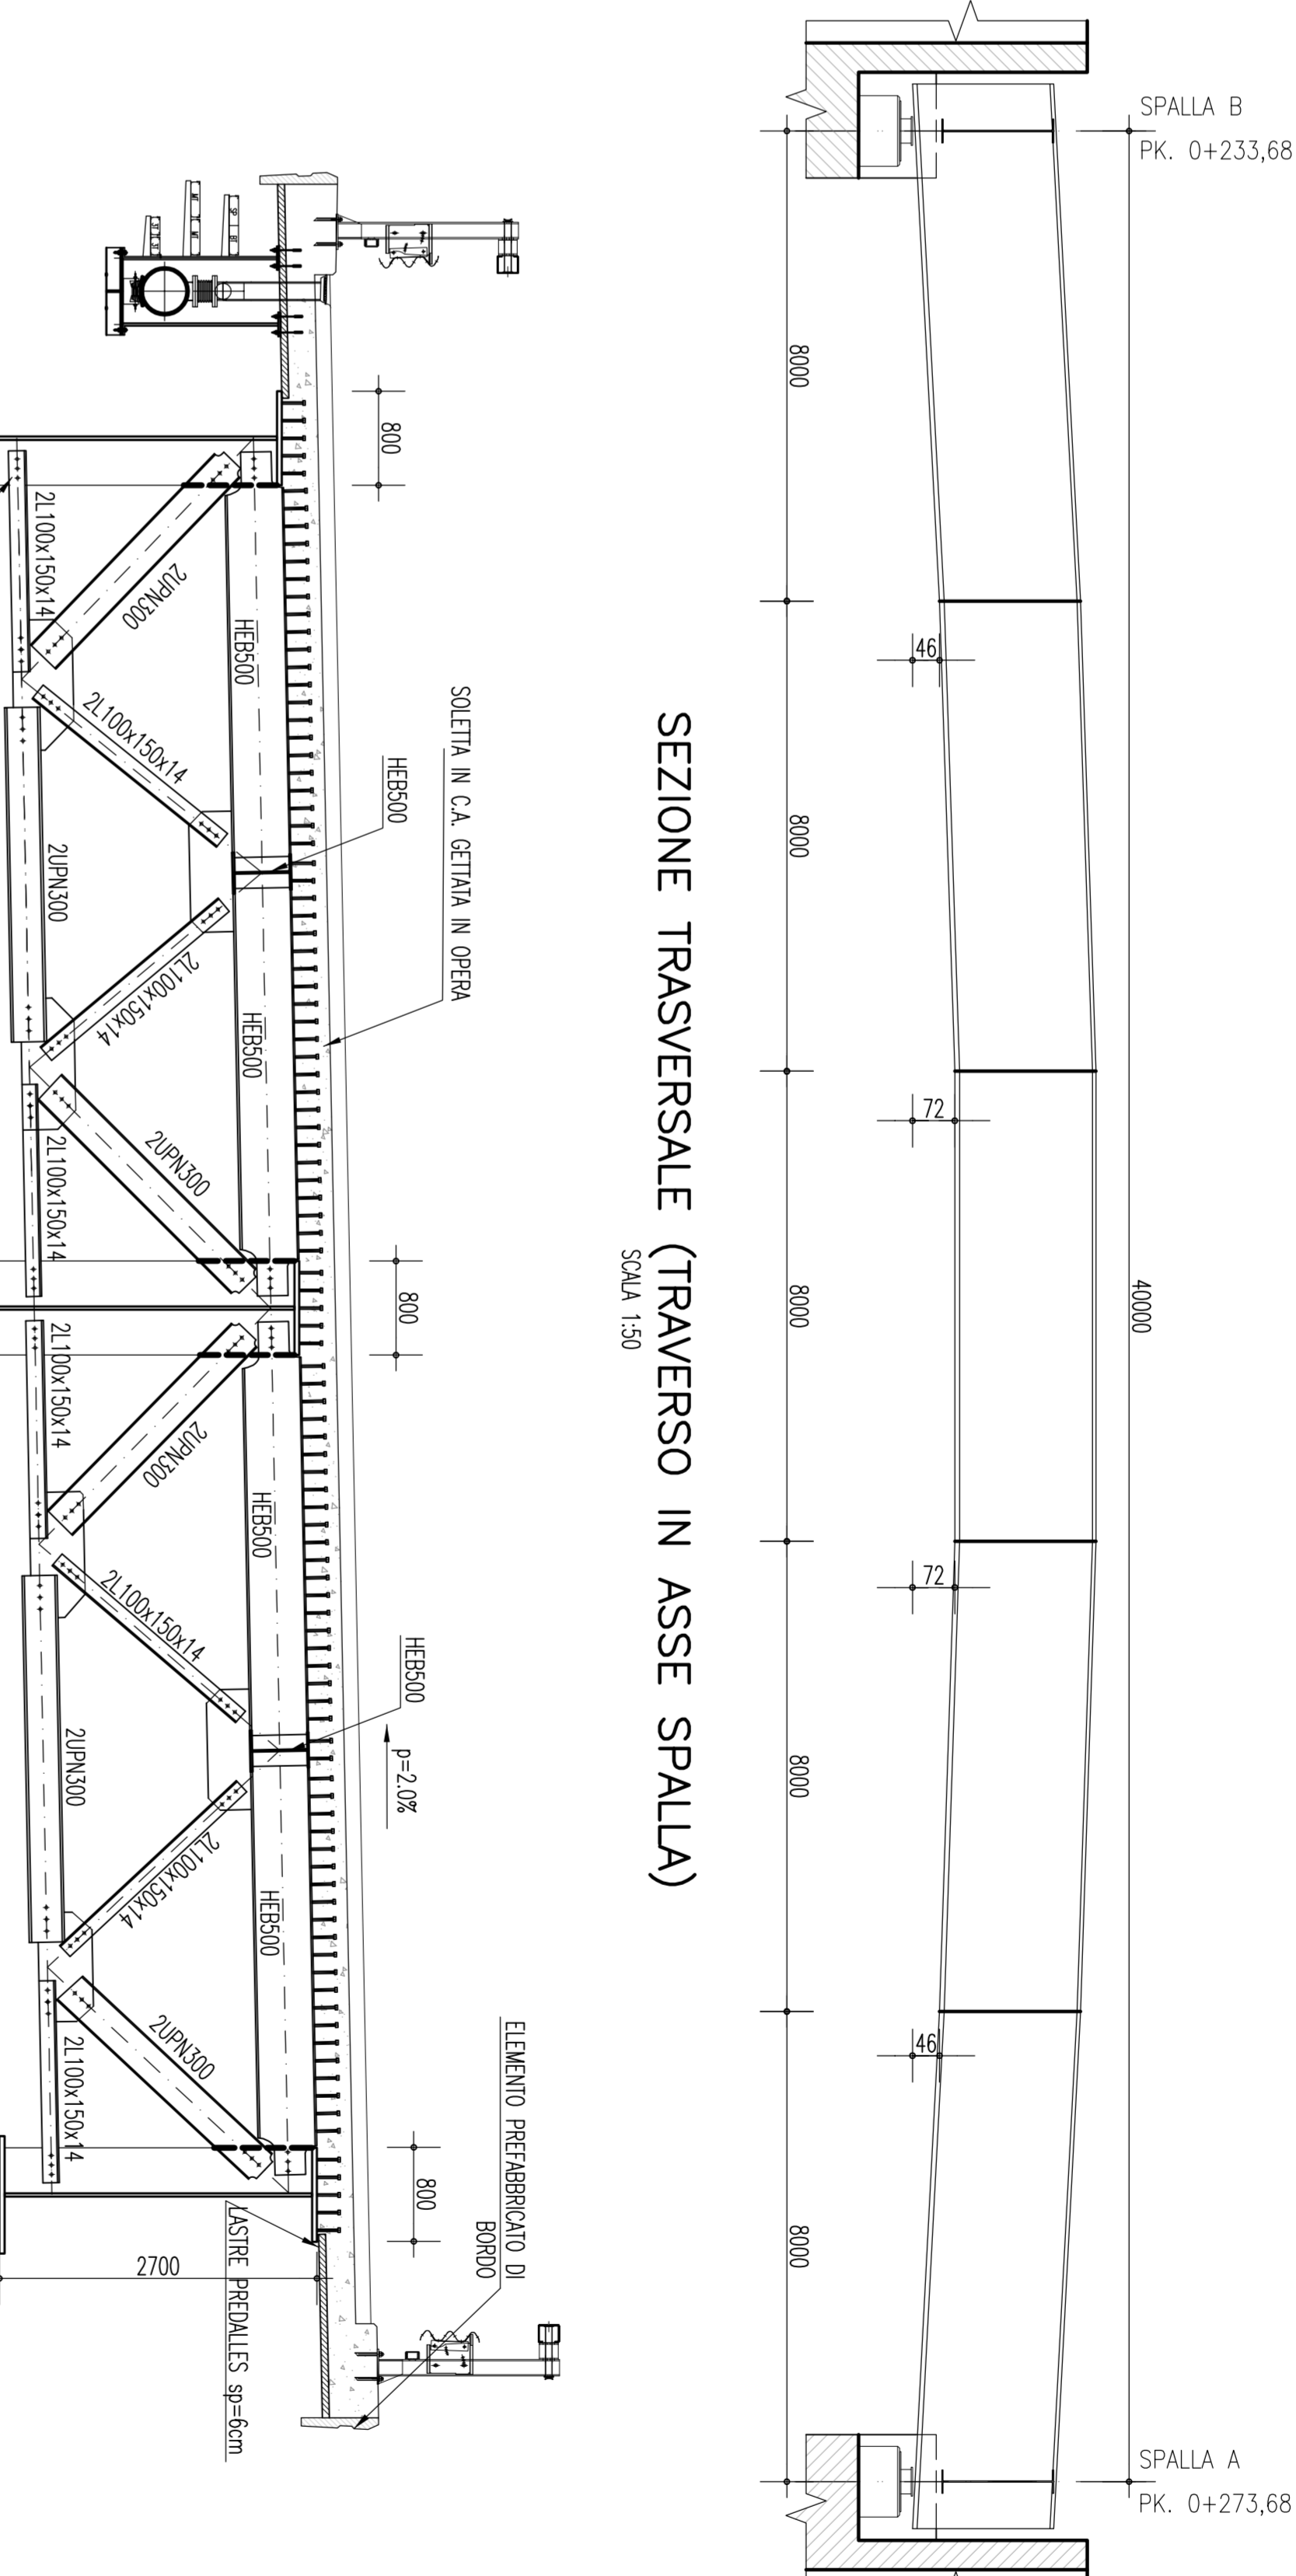 SPALLA B
PK. 0+233,68
40000
SPALLA A
PK. 0+273,68
46
72
72
46
8000
8000
8000
8000
8000
SEZIONE TRASVERSALE (TRAVERSO IN ASSE SPALLA)
SCALA 1:50
ELEMENTO PREFABBRICATO DI
BORDO
SOLETTA IN C.A. GETTATA IN OPERA
HEB500
HEB500
p=2.0%
800
800
800
HEB500
HEB500
HEB500
HEB500
LASTRE PREDALLES sp=6cm
2UPN300
2UPN300
2UPN300
2UPN300
2L100x150x14
2L100x150x14
2L100x150x14
2L100x150x14
2L100x150x14
2L100x150x14
2L100x150x14
2L100x150x14
2UPN300
2UPN300
2700